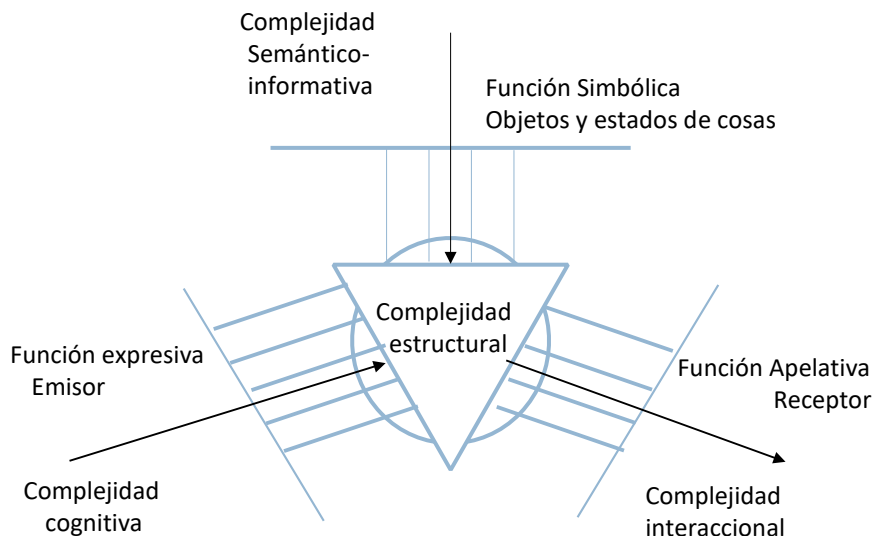 Complejidad
Semántico-
informativa
Función Simbólica
Objetos y estados de cosas
Complejidad
estructural
Función expresiva
Emisor
Función Apelativa
Receptor
Complejidad
cognitiva
Complejidad
interaccional